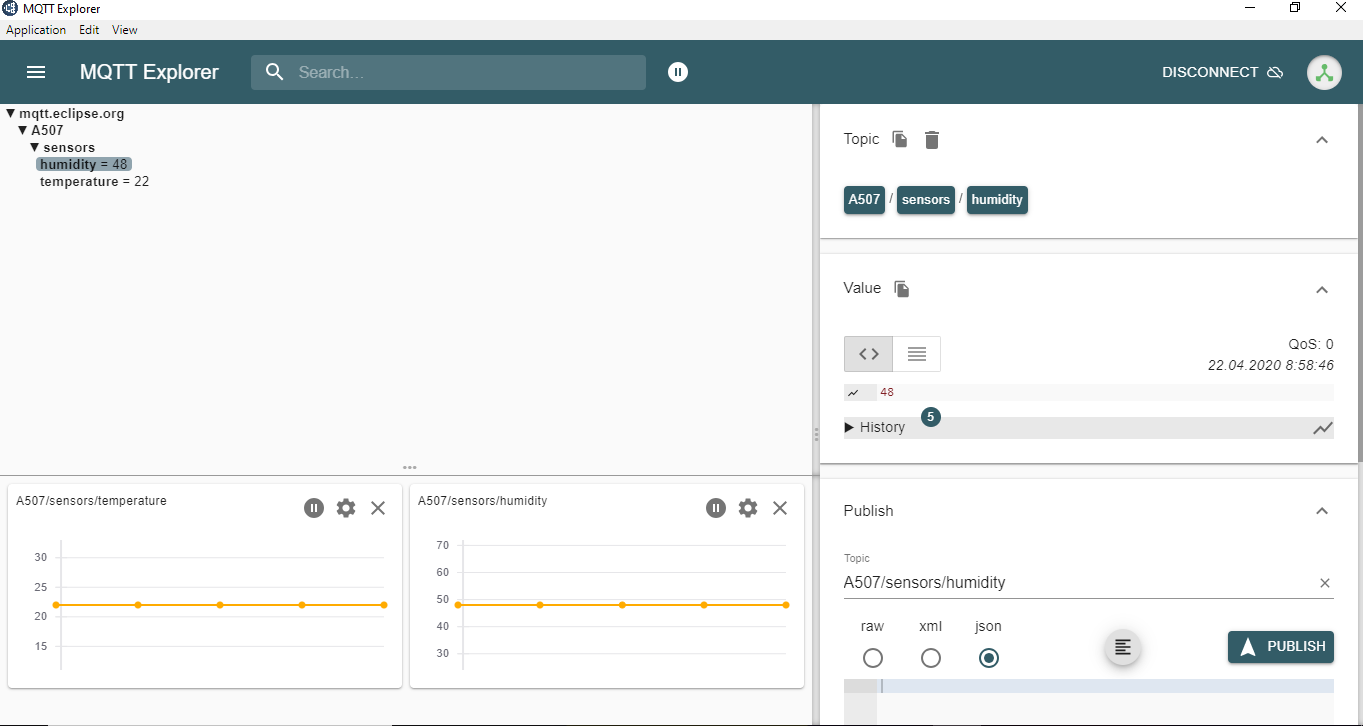 MQTT Explorer
Application Edit View
MQTT Explorer
Search...
DISCONNECT
▼ mqtt.eclipse.org
▼ A507
▼ sensors
humidity = 48
temperature = 22
Topic
A507 / sensors / humidity
Value
QoS: 0
22.04.2020 8:58:46
48
▶ History
5
A507/sensors/temperature
30
25
20
15
A507/sensors/humidity
70
60
50
40
30
Publish
Topic
A507/sensors/humidity
raw xml json
PUBLISH